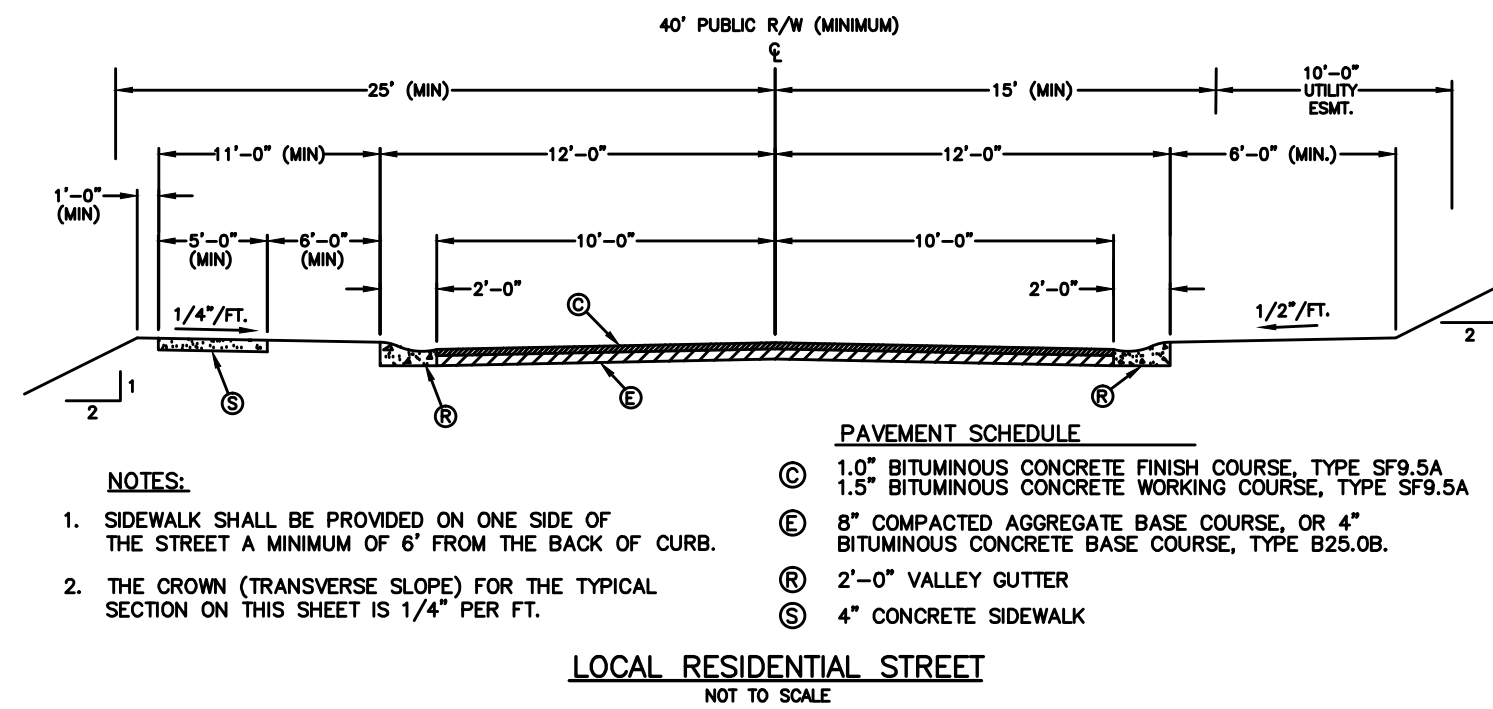 40' PUBLIC R/W (MINIMUM)
℄
25' (MIN)
15' (MIN)
10'-0"
UTILITY
ESMT.
11'-0" (MIN)
12'-0"
12'-0"
6'-0" (MIN.)
1'-0"
(MIN)
5'-0"
(MIN)
6'-0"
(MIN)
10'-0"
10'-0"
2'-0"
2'-0"
1/4"/FT.
1/2"/FT.
C
S
R
E
R
1
2
2
PAVEMENT SCHEDULE
C 1.0" BITUMINOUS CONCRETE FINISH COURSE, TYPE SF9.5A
1.5" BITUMINOUS CONCRETE WORKING COURSE, TYPE SF9.5A
E 8" COMPACTED AGGREGATE BASE COURSE, OR 4"
BITUMINOUS CONCRETE BASE COURSE, TYPE B25.0B.
R 2'-0" VALLEY GUTTER
S 4" CONCRETE SIDEWALK
NOTES:
1. SIDEWALK SHALL BE PROVIDED ON ONE SIDE OF
THE STREET A MINIMUM OF 6' FROM THE BACK OF CURB.
2. THE CROWN (TRANSVERSE SLOPE) FOR THE TYPICAL
SECTION ON THIS SHEET IS 1/4" PER FT.
LOCAL RESIDENTIAL STREET
NOT TO SCALE